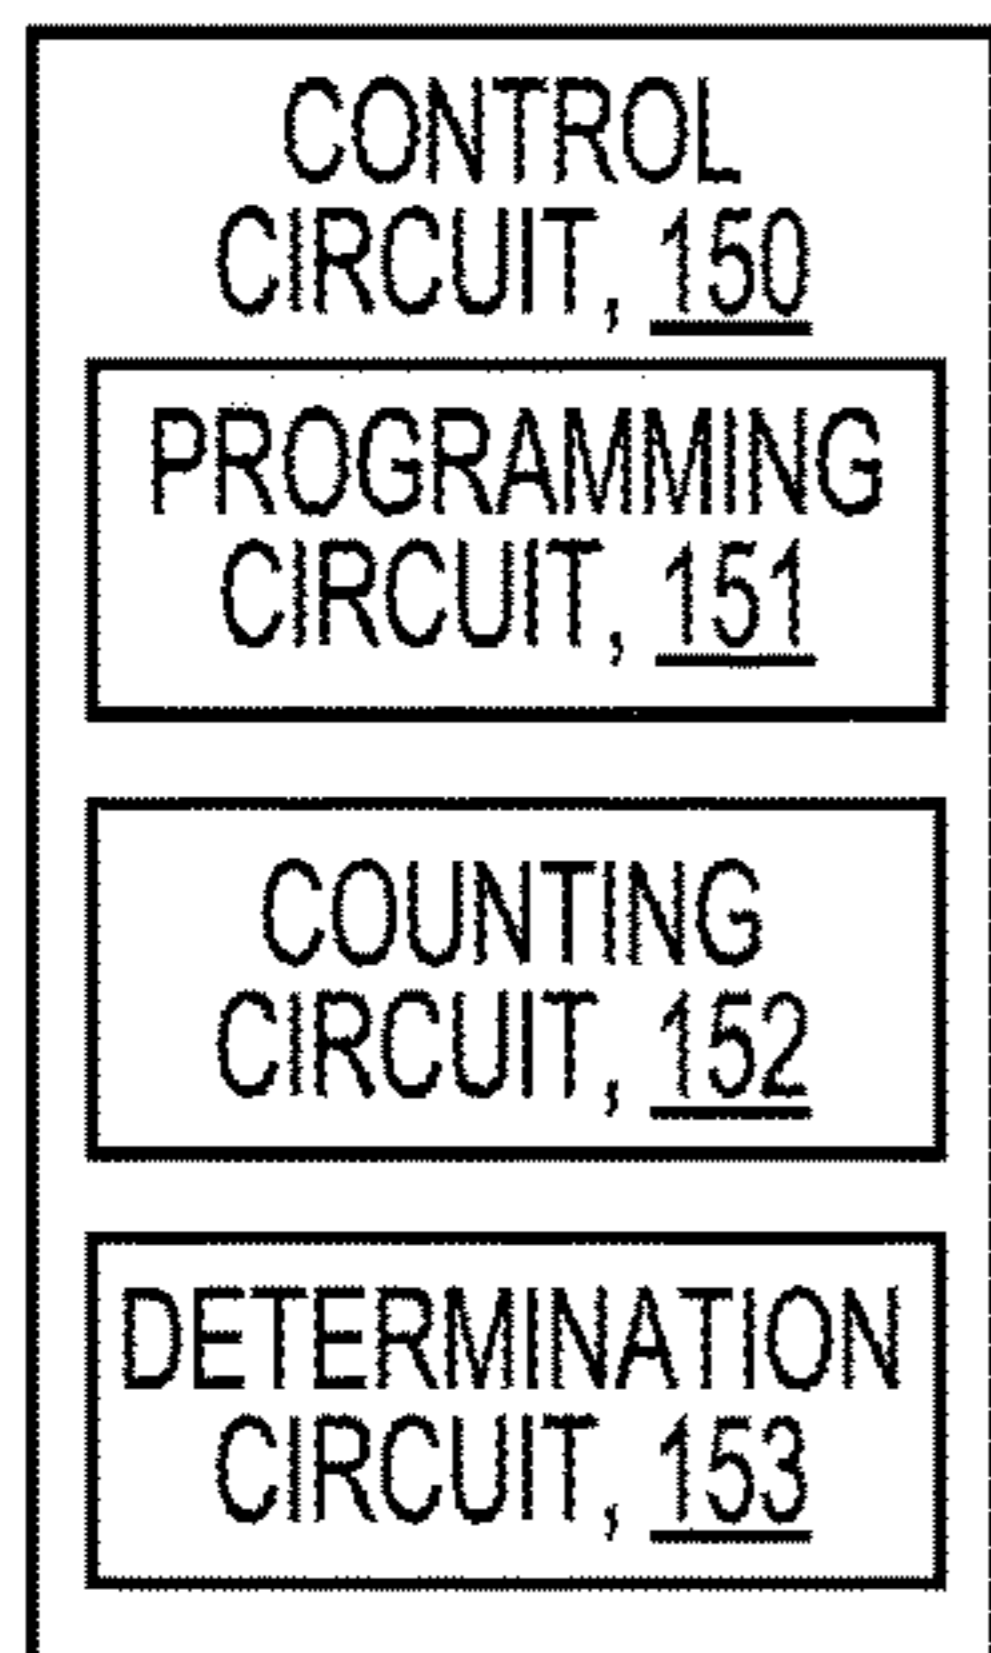 CONTROL
CIRCUIT, 150
PROGRAMMING
CIRCUIT, 151
COUNTING
CIRCUIT, 152
DETERMINATION
CIRCUIT, 153